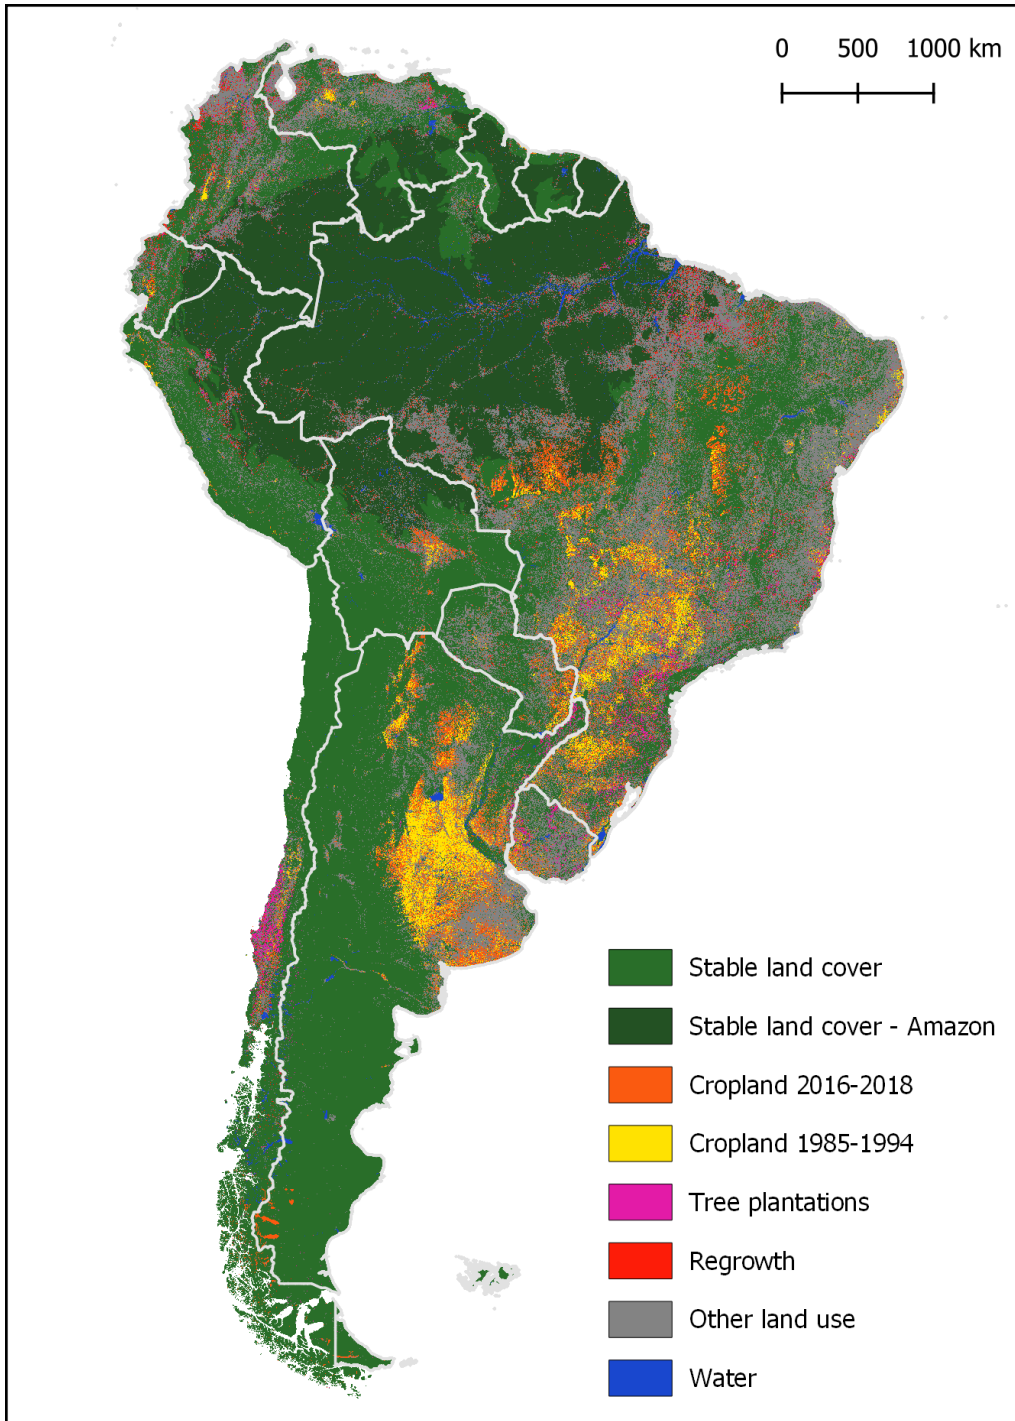 0 500 1000 km
Stable land cover
Stable land cover - Amazon
Cropland 2016-2018
Cropland 1985-1994
Tree plantations
Regrowth
Other land use
Water